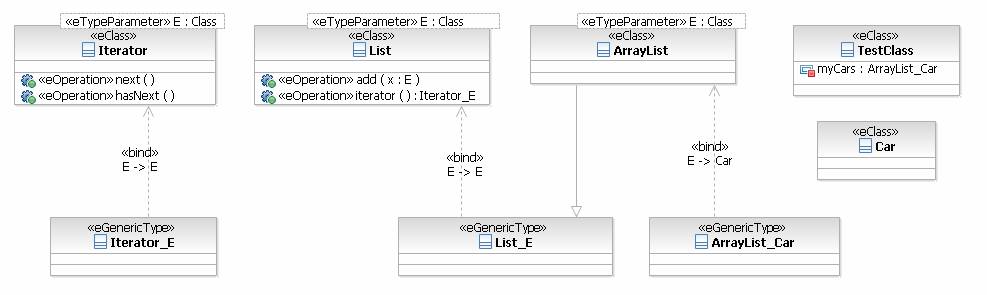 «eTypeParameter» E : Class
«eClass»
Iterator
«eOperation» next ( )
«eOperation» hasNext ( )
«eTypeParameter» E : Class
«eClass»
List
«eOperation» add ( x : E )
«eOperation» iterator ( ) : Iterator_E
«eTypeParameter» E : Class
«eClass»
ArrayList
«eClass»
TestClass
myCars : ArrayList_Car
«eClass»
Car
«bind»
E -> E
«bind»
E -> E
«bind»
E -> Car
«eGenericType»
Iterator_E
«eGenericType»
List_E
«eGenericType»
ArrayList_Car